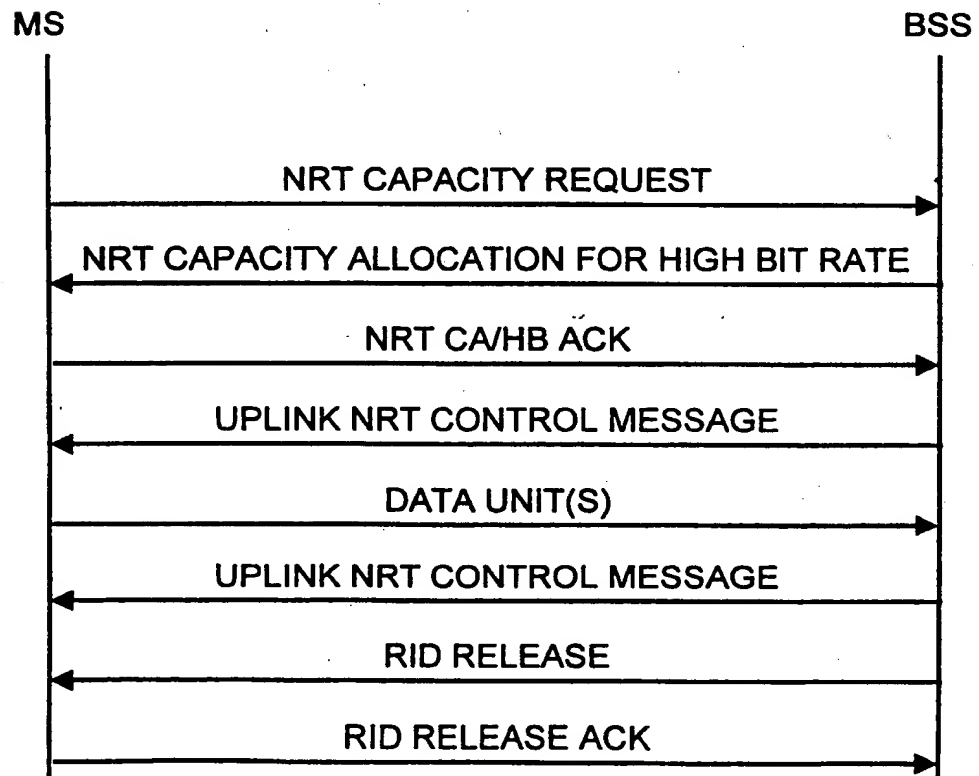 MS
BSS
NRT CAPACITY REQUEST
NRT CAPACITY ALLOCATION FOR HIGH BIT RATE
NRT CA/HB ACK
UPLINK NRT CONTROL MESSAGE
DATA UNIT(S)
UPLINK NRT CONTROL MESSAGE
RID RELEASE
RID RELEASE ACK